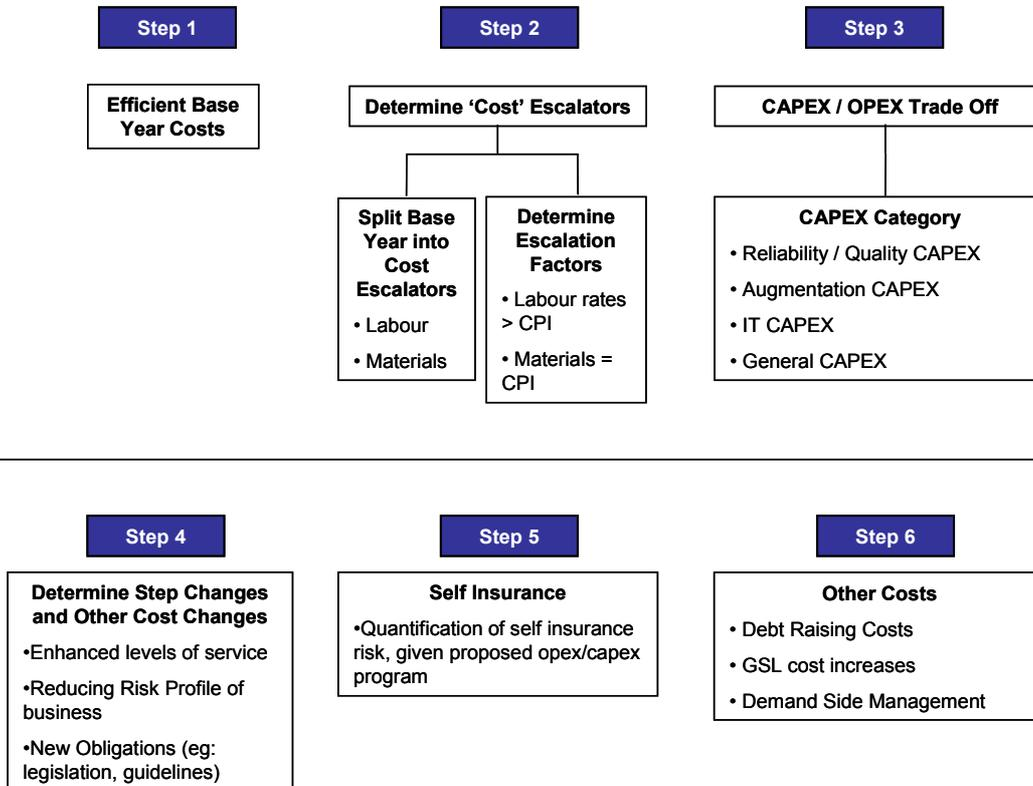 Step 1
Step 2
Step 3
Efficient Base
Year Costs
Determine ‘Cost’ Escalators
CAPEX / OPEX Trade Off
Split Base
Year into
Cost
Escalators
• Labour
• Materials
Determine
Escalation
Factors
• Labour rates
> CPI
• Materials =
CPI
CAPEX Category
• Reliability / Quality CAPEX
• Augmentation CAPEX
• IT CAPEX
• General CAPEX
Step 4
Step 5
Step 6
Determine Step Changes
and Other Cost Changes
•Enhanced levels of service
•Reducing Risk Profile of
business
•New Obligations (eg:
legislation, guidelines)
Self Insurance
•Quantification of self insurance
risk, given proposed opex/capex
program
Other Costs
• Debt Raising Costs
• GSL cost increases
• Demand Side Management